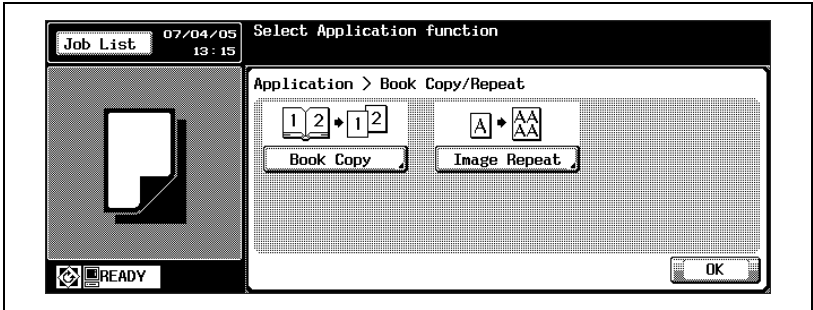 Job List
07/04/05
13:15
Select Application function
Application > Book Copy/Repeat
1 2 1 2
A AA
AA
Book Copy
Image Repeat
OK
READY